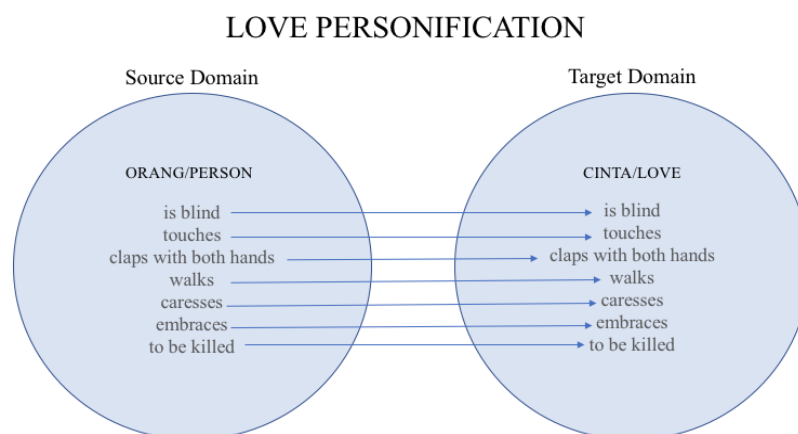 LOVE PERSONIFICATION
Source Domain
Target Domain
ORANG/PERSON
is blind
touches
claps with both hands
walks
caresses
embraces
to be killed
CINTA/LOVE
is blind
touches
claps with both hands
walks
caresses
embraces
to be killed